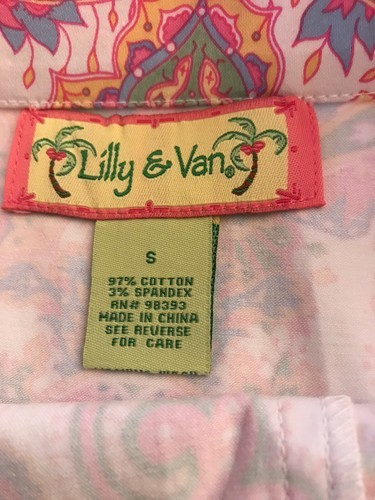 Lilly & Van®
S
97% COTTON
3% SPANDEX
RN# 98393
MADE IN CHINA
SEE REVERSE
FOR CARE